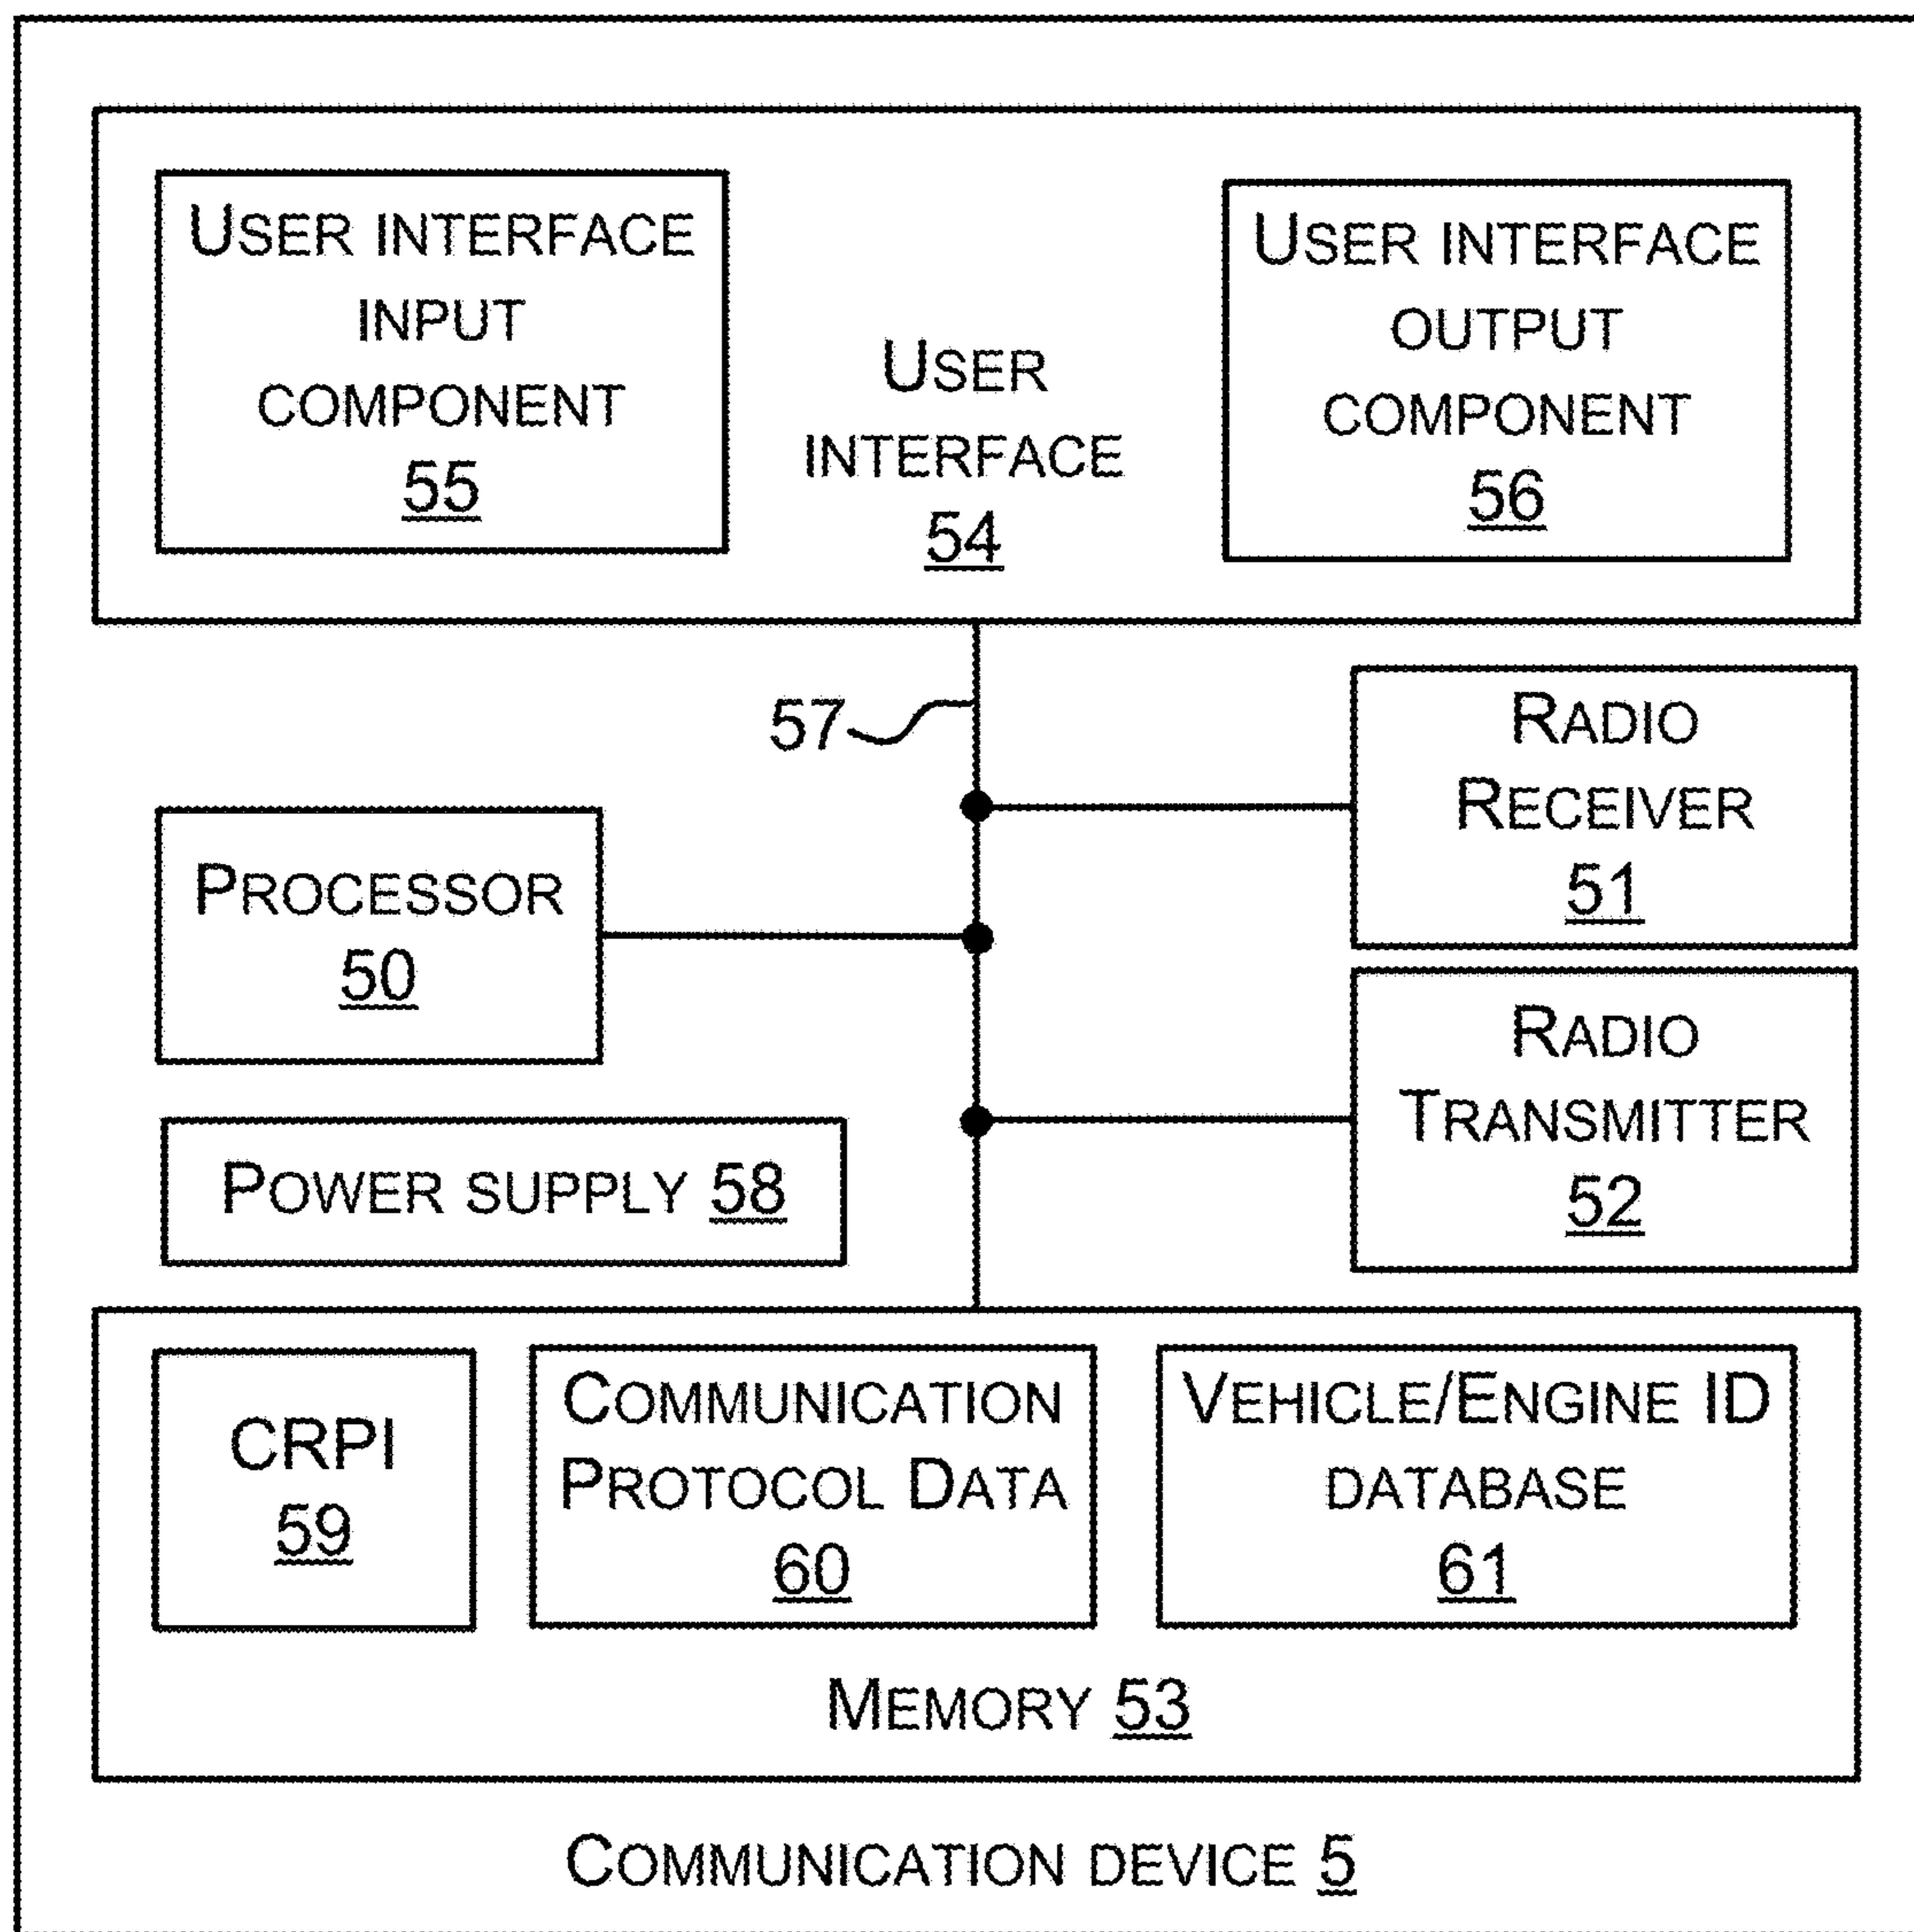 USER INTERFACE
INPUT
COMPONENT
55
USER
INTERFACE
54
USER INTERFACE
OUTPUT
COMPONENT
56
57
RADIO
RECEIVER
51
PROCESSOR
50
RADIO
TRANSMITTER
52
POWER SUPPLY 58
CRPI
59
COMMUNICATION
PROTOCOL DATA
60
VEHICLE/ENGINE ID
DATABASE
61
MEMORY 53
COMMUNICATION DEVICE 5